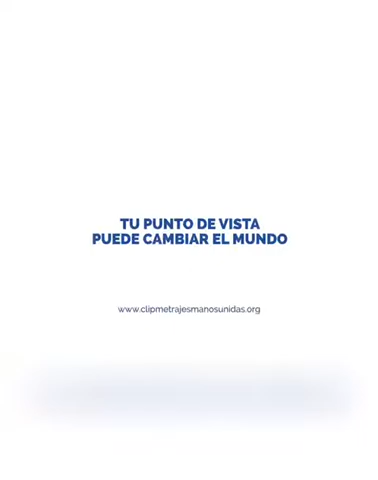 TU PUNTO DE VISTA
PUEDE CAMBIAR EL MUNDO
www.clipmetrajesmanosunidas.org